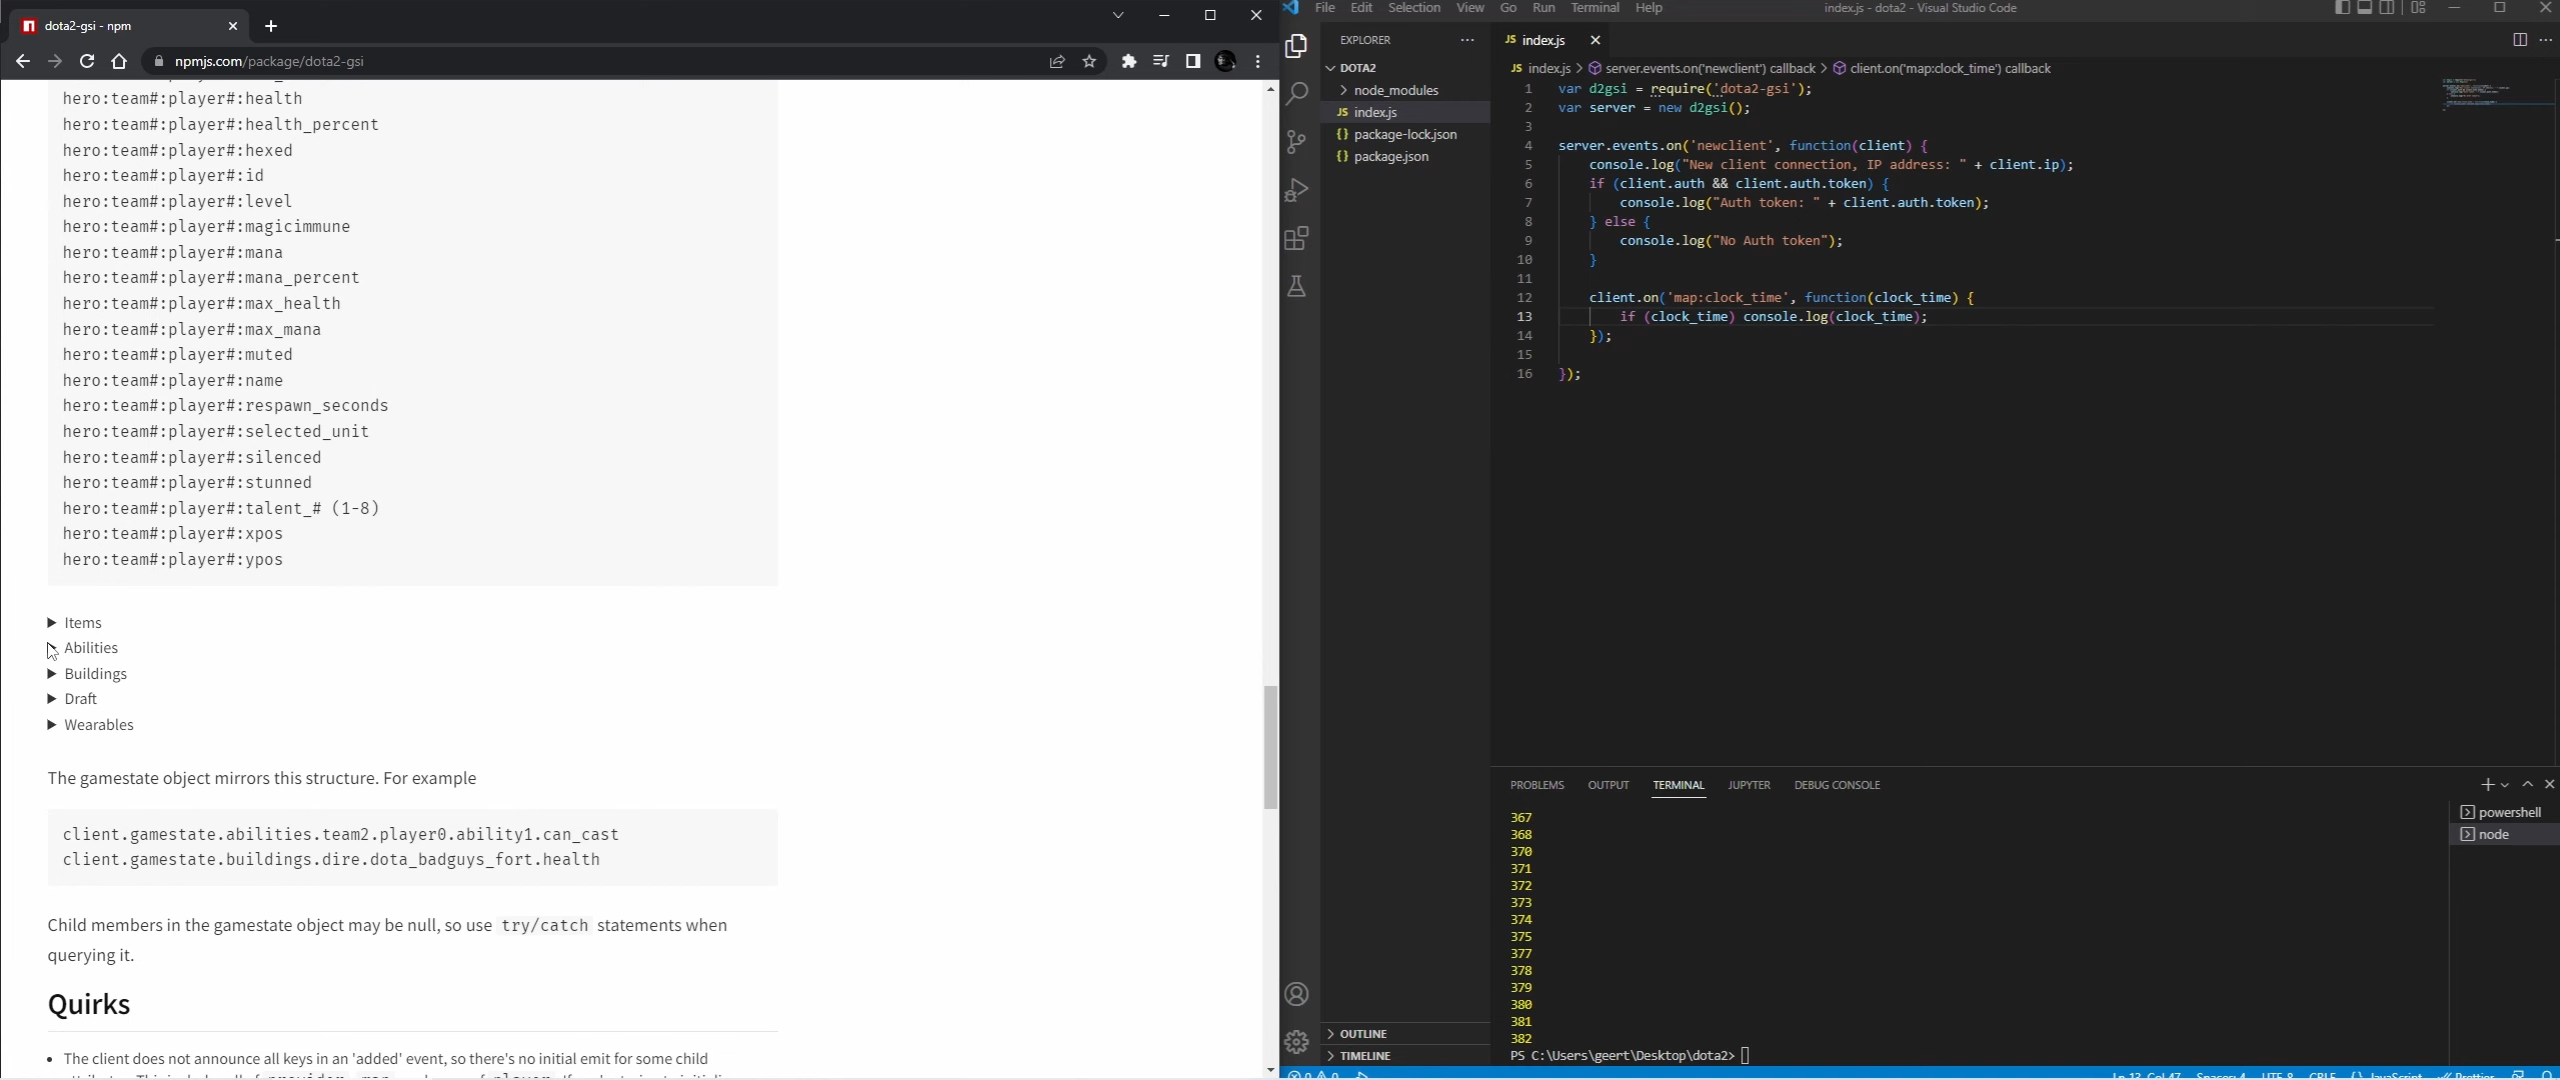 dota2-gsi - npm
npmjs.com/package/dota2-gsi
hero:team#:player#:health
hero:team#:player#:health_percent
hero:team#:player#:hexed
hero:team#:player#:id
hero:team#:player#:level
hero:team#:player#:magicimmune
hero:team#:player#:mana
hero:team#:player#:mana_percent
hero:team#:player#:max_health
hero:team#:player#:max_mana
hero:team#:player#:muted
hero:team#:player#:name
hero:team#:player#:respawn_seconds
hero:team#:player#:selected_unit
hero:team#:player#:silenced
hero:team#:player#:stunned
hero:team#:player#:talent_# (1-8)
hero:team#:player#:xpos
hero:team#:player#:ypos
Items
Abilities
Buildings
Draft
Wearables
The gamestate object mirrors this structure. For example
client.gamestate.abilities.team2.player0.ability1.can_cast
client.gamestate.buildings.dire.dota_badguys_fort.health
Child members in the gamestate object may be null, so use try/catch statements when
querying it.
Quirks
• The client does not announce all keys in an 'added' event, so there's no initial emit for some child
File Edit Selection View Go Run Terminal Help
index.js - dota2 - Visual Studio Code
EXPLORER
DOTA2
node_modules
JS index.js
{} package-lock.json
{} package.json
OUTLINE
TIMELINE
JS index.js
JS index.js > server.events.on('newclient') callback > client.on('map:clock_time') callback
1 var d2gsi = require('dota2-gsi');
2 var server = new d2gsi();
3
4 server.events.on('newclient', function(client) {
5 console.log("New client connection, IP address: " + client.ip);
6 if (client.auth && client.auth.token) {
7 console.log("Auth token: " + client.auth.token);
8 } else {
9 console.log("No Auth token");
10 }
11
12 client.on('map:clock_time', function(clock_time) {
13 if (clock_time) console.log(clock_time);
14 });
15
16 });
PROBLEMS OUTPUT TERMINAL JUPYTER DEBUG CONSOLE
367
368
370
371
372
373
374
375
377
378
379
380
381
382
PS C:\Users\geert\Desktop\dota2>
powershell
node
Ln 13, Col 47 Spaces: 4 UTF-8 CRLF {} JavaScript Prettier